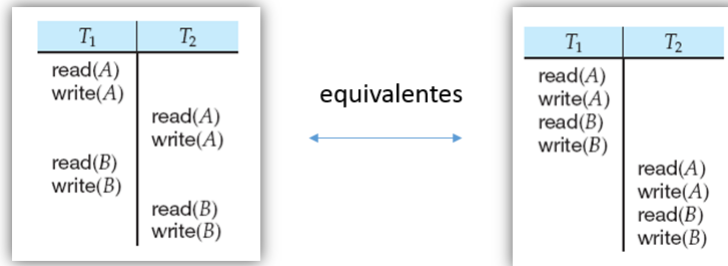 T₁ T₂
read(A)
write(A)
read(A)
write(A)
read(B)
write(B)
read(B)
write(B)
equivalentes
T₁ T₂
read(A)
write(A)
read(B)
write(B)
read(A)
write(A)
read(B)
write(B)